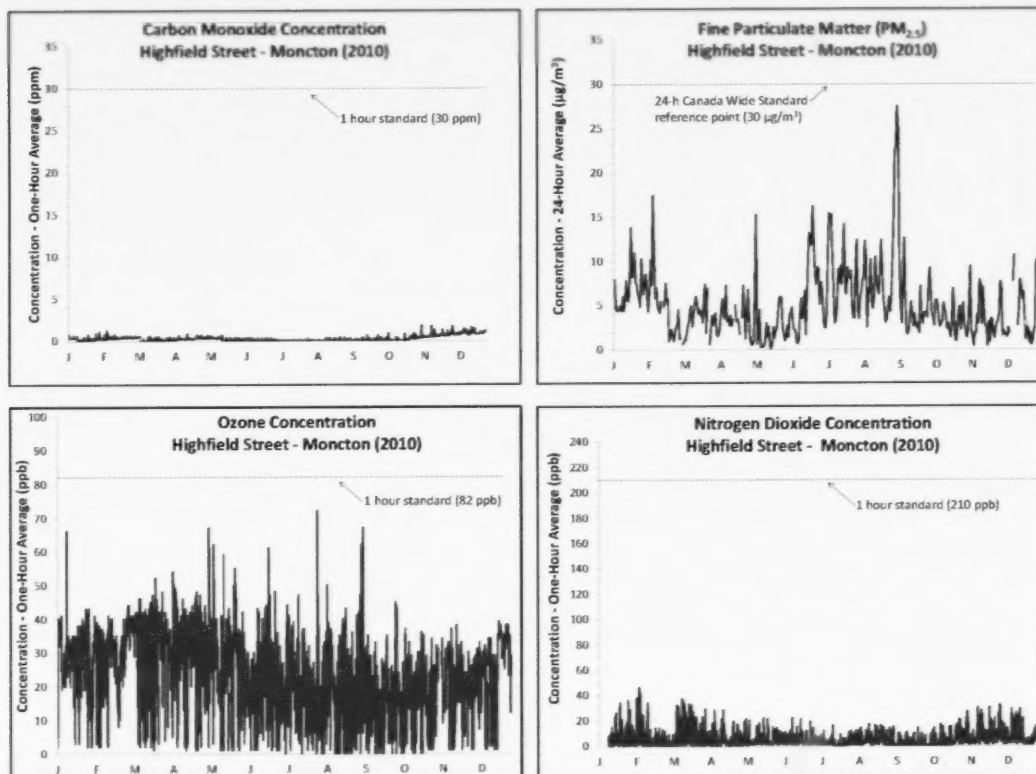 Carbon Monoxide Concentration
Highfield Street - Moncton (2010)
Concentration - One-Hour Average (ppm)
35
30
25
20
15
10
5
0
1 hour standard (30 ppm)
J F M A M J J A S O N D
Fine Particulate Matter (PM2.5)
Highfield Street - Moncton (2010)
Concentration - 24-Hour Average (µg/m³)
35
30
25
20
15
10
5
0
24-h Canada Wide Standard
reference point (30 µg/m³)
J F M A M J J A S O N D
Ozone Concentration
Highfield Street - Moncton (2010)
Concentration - One-Hour Average (ppb)
100
90
80
70
60
50
40
30
20
10
0
1 hour standard (82 ppb)
J F M A M J J A S O N D
Nitrogen Dioxide Concentration
Highfield Street - Moncton (2010)
Concentration - One-Hour Average (ppb)
240
220
200
180
160
140
120
100
80
60
40
20
0
1 hour standard (210 ppb)
J F M A M J J A S O N D